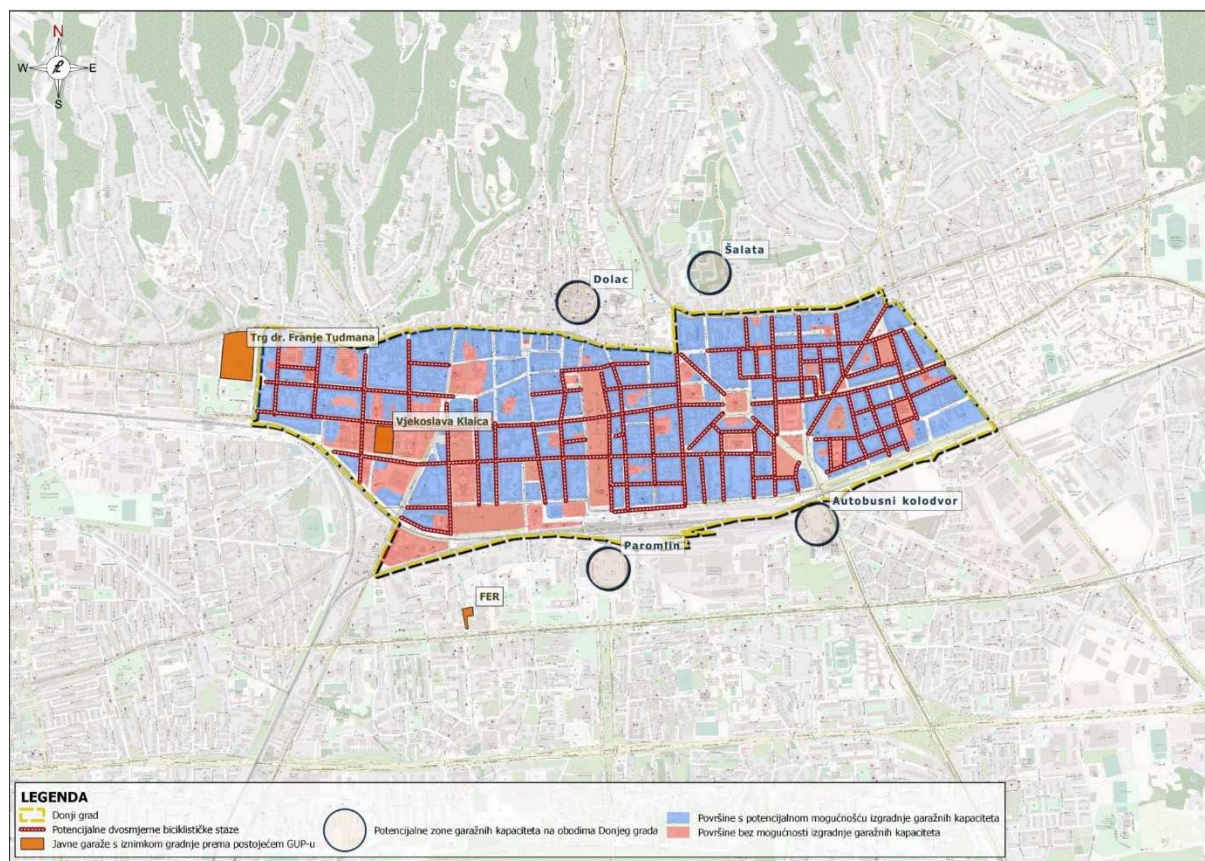 N
W
E
S
Šalata
Dolac
Trg dr. Franje Tuđmana
Vjekoslava Klaica
Autobusni kolodvor
Paromlin
FER
LEGENDA
Donji grad
Potencijalne dvosmjerne biciklističke staze
Javne garaže s iznimkom gradnje prema postojećem GUP-u
Potencijalne zone garažnih kapaciteta na obodima Donjeg grada
Površine s potencijalnom mogućnošću izgradnje garažnih kapaciteta
Površine bez mogućnosti izgradnje garažnih kapaciteta